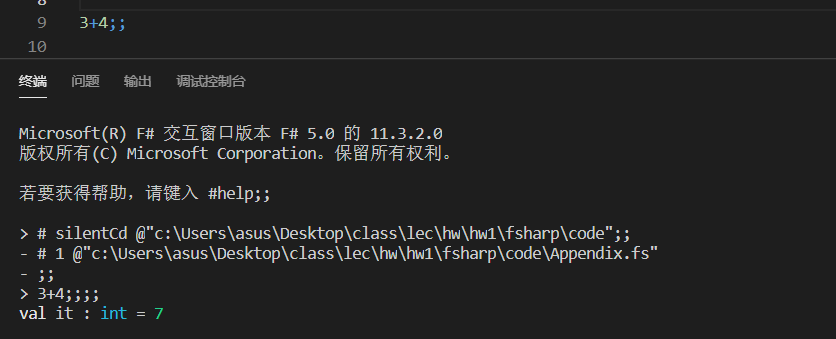 8
9 3+4;;
10
终端 问题 输出 调试控制台
Microsoft(R) F# 交互窗口版本 F# 5.0 的 11.3.2.0
版权所有(C) Microsoft Corporation。保留所有权利。
若要获得帮助，请键入 #help;;
> # silentCd @"c:\Users\asus\Desktop\class\lec\hw\hw1\fsharp\code";;
- # 1 @"c:\Users\asus\Desktop\class\lec\hw\hw1\fsharp\code\Appendix.fs"
- ;;
> 3+4;;;;
val it : int = 7